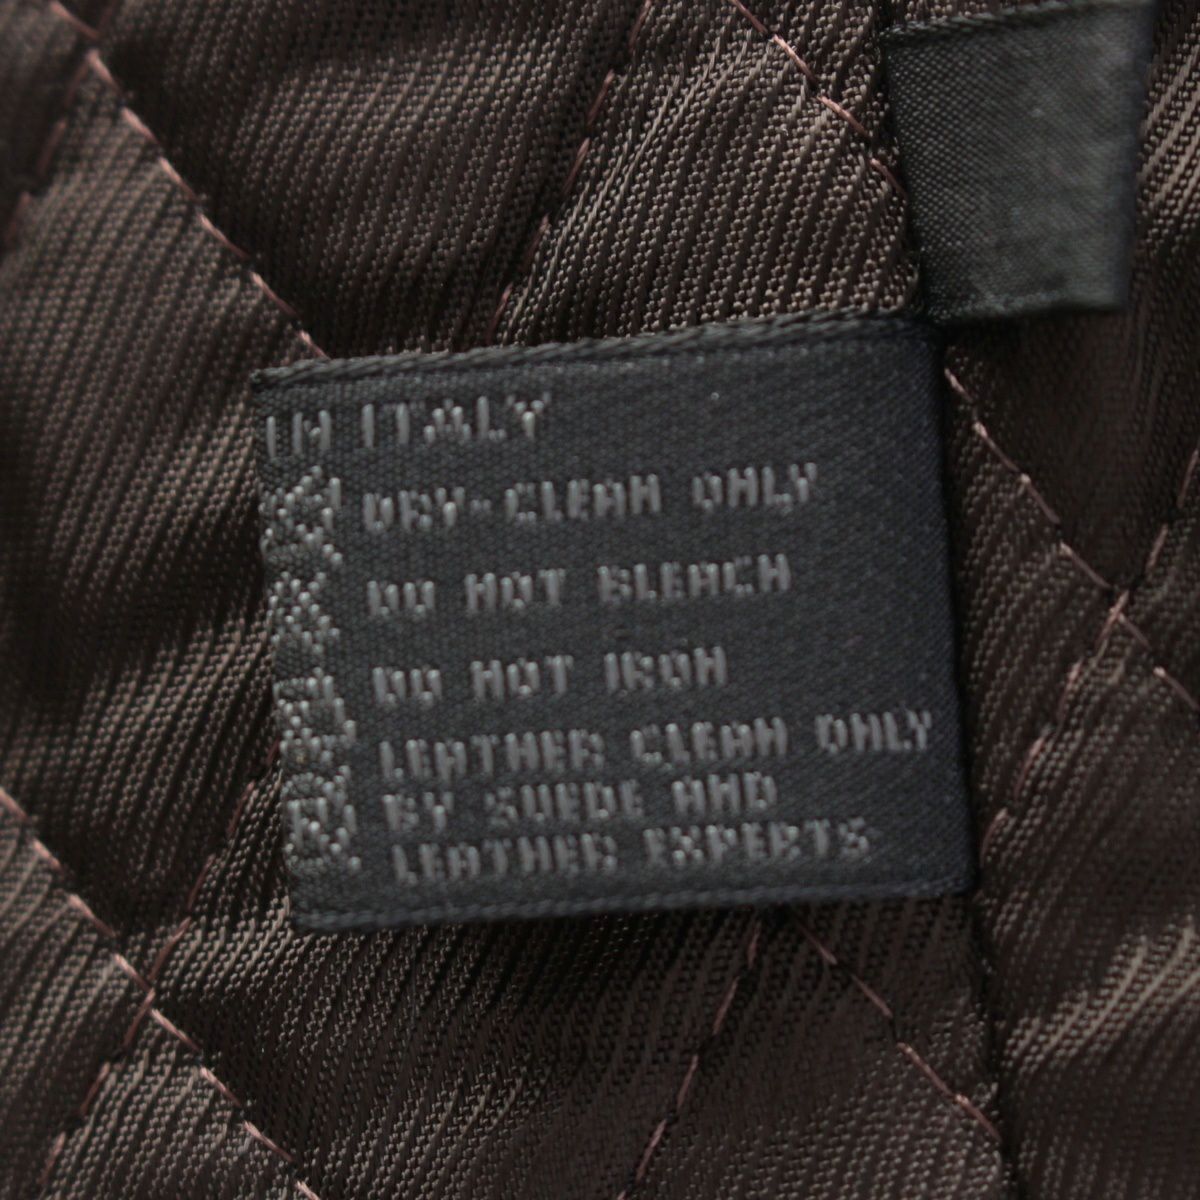 IN ITALY
DRY-CLEAN ONLY
DO NOT BLEACH
DO NOT IRON
LEATHER CLEAN ONLY
BY SUEDE AND
LEATHER EXPERTS